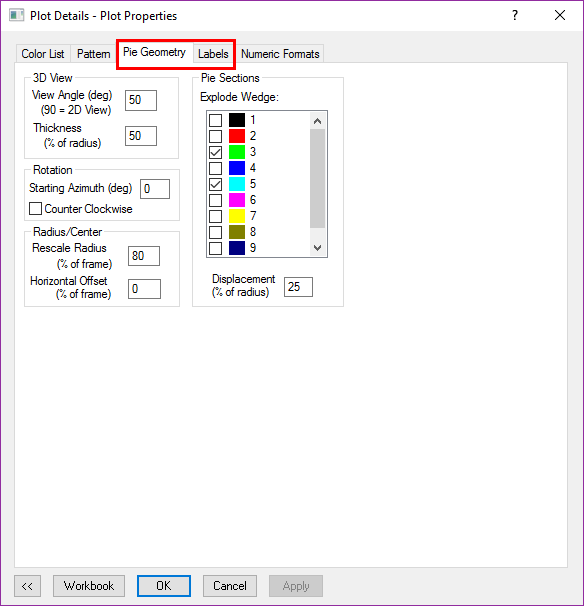 Plot Details - Plot Properties
?
Color List Pattern Pie Geometry Labels Numeric Formats
3D View
View Angle (deg)
(90 = 2D View)
50
Thickness
(% of radius)
50
Rotation
Starting Azimuth (deg) 0
Counter Clockwise
Radius/Center
Rescale Radius
(% of frame)
80
Horizontal Offset
(% of frame)
0
Pie Sections
Explode Wedge:
1
2
3
4
5
6
7
8
9
Displacement
(% of radius)
25
<< Workbook OK Cancel Apply